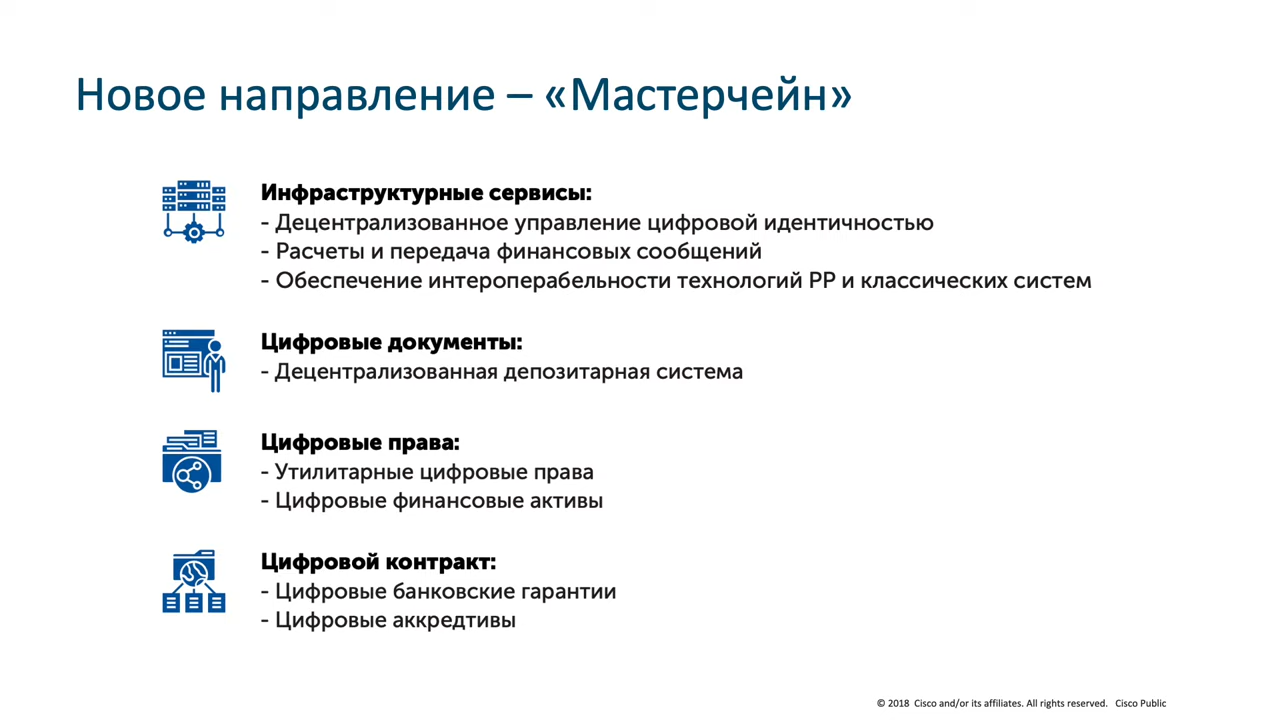 Новое направление – «Мастерчейн»
Инфраструктурные сервисы:
- Децентрализованное управление цифровой идентичностью
- Расчеты и передача финансовых сообщений
- Обеспечение интероперабельности технологий РР и классических систем
Цифровые документы:
- Децентрализованная депозитарная система
Цифровые права:
- Утилитарные цифровые права
- Цифровые финансовые активы
Цифровой контракт:
- Цифровые банковские гарантии
- Цифровые аккредтивы
© 2018 Cisco and/or its affiliates. All rights reserved. Cisco Public